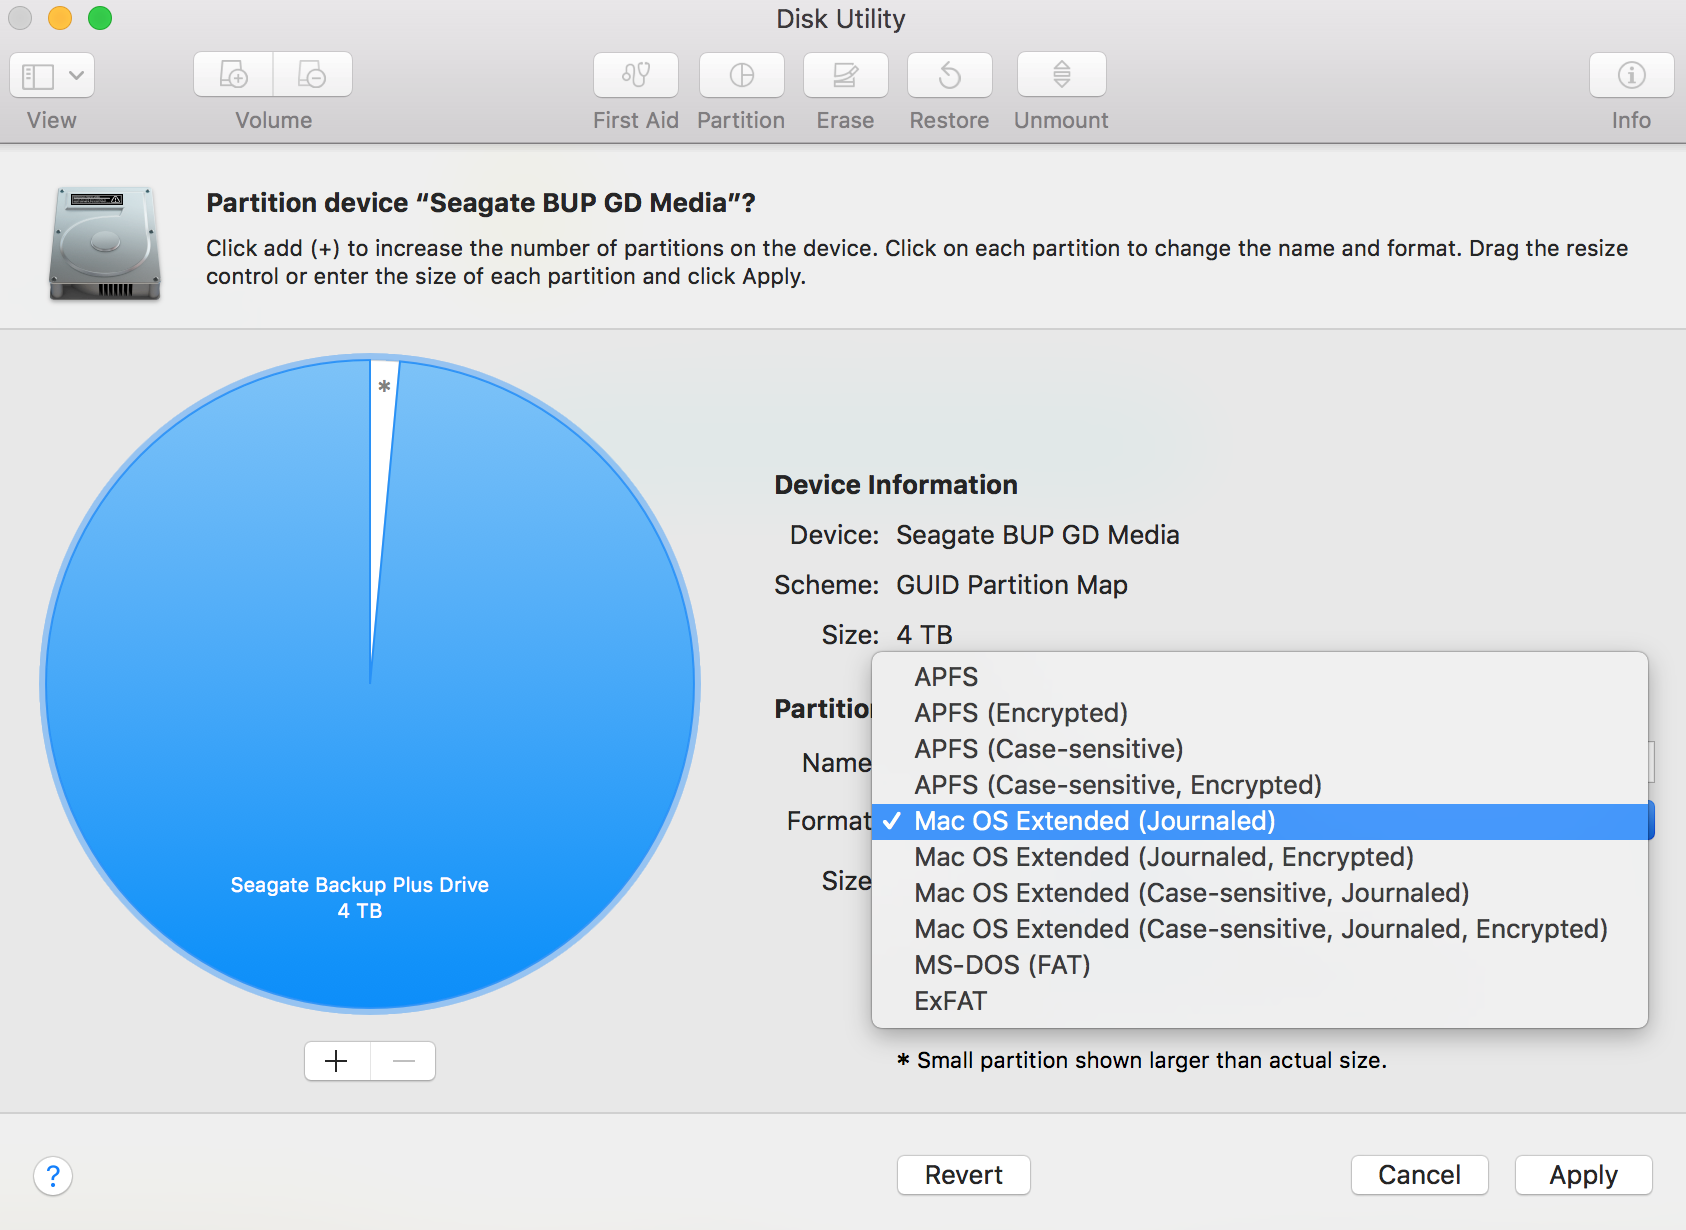 Disk Utility
View
Volume
First Aid
Partition
Erase
Restore
Unmount
Info
Partition device “Seagate BUP GD Media”?
Click add (+) to increase the number of partitions on the device. Click on each partition to change the name and format. Drag the resize
control or enter the size of each partition and click Apply.
*
Seagate Backup Plus Drive
4 TB
Device Information
Device: Seagate BUP GD Media
Scheme: GUID Partition Map
Size: 4 TB
Partitio
Name
Format
Size
APFS
APFS (Encrypted)
APFS (Case-sensitive)
APFS (Case-sensitive, Encrypted)
✓ Mac OS Extended (Journaled)
Mac OS Extended (Journaled, Encrypted)
Mac OS Extended (Case-sensitive, Journaled)
Mac OS Extended (Case-sensitive, Journaled, Encrypted)
MS-DOS (FAT)
ExFAT
* Small partition shown larger than actual size.
?
Revert
Cancel
Apply